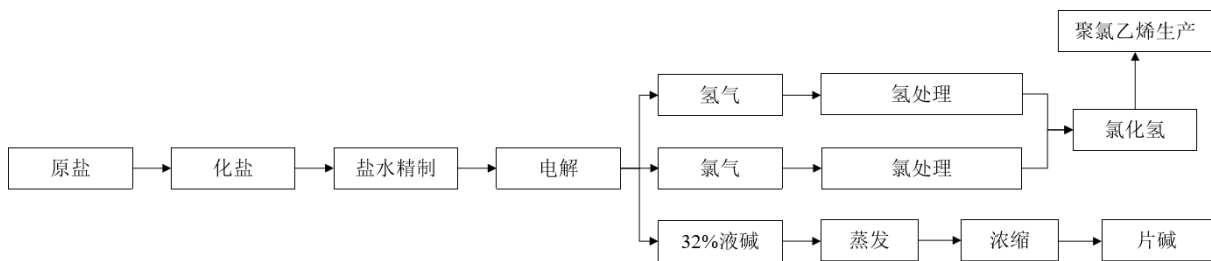 聚氯乙烯生产
氢气
氢处理
氯化氢
原盐
化盐
盐水精制
电解
氯气
氯处理
32%液碱
蒸发
浓缩
片碱